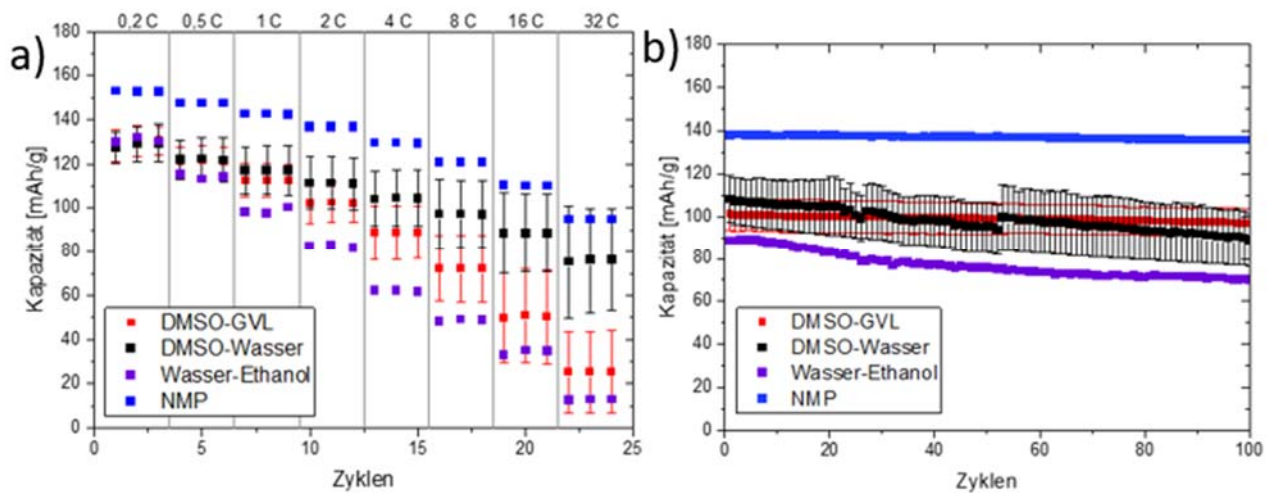 a)
0,2 C 0,5 C 1 C 2 C 4 C 8 C 16 C 32 C
180
160
140
120
100
80
60
40
20
0
Kapazität [mAh/g]
DMSO-GVL
DMSO-Wasser
Wasser-Ethanol
NMP
0 5 10 15 20 25
Zyklen
b)
180
160
140
120
100
80
60
40
20
0
Kapazität [mAh/g]
DMSO-GVL
DMSO-Wasser
Wasser-Ethanol
NMP
0 20 40 60 80 100
Zyklen